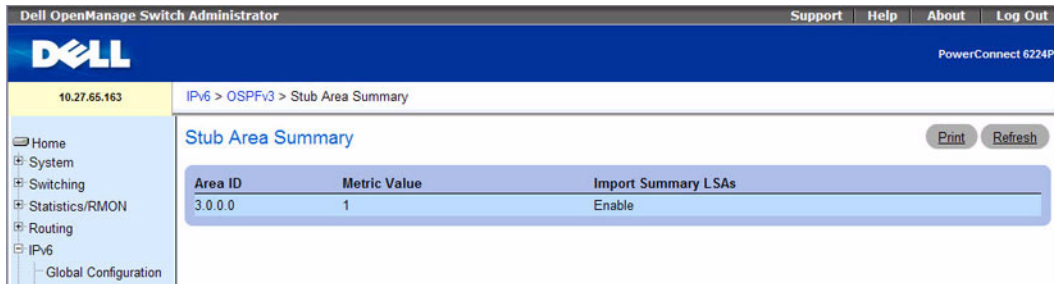 Dell OpenManage Switch Administrator
Support Help About Log Out
DELL
PowerConnect 6224P
10.27.65.163
IPv6 > OSPFv3 > Stub Area Summary
Home
System
Switching
Statistics/RMON
Routing
IPv6
Global Configuration
Stub Area Summary
Print Refresh
Area ID Metric Value Import Summary LSAs
3.0.0.0 1 Enable